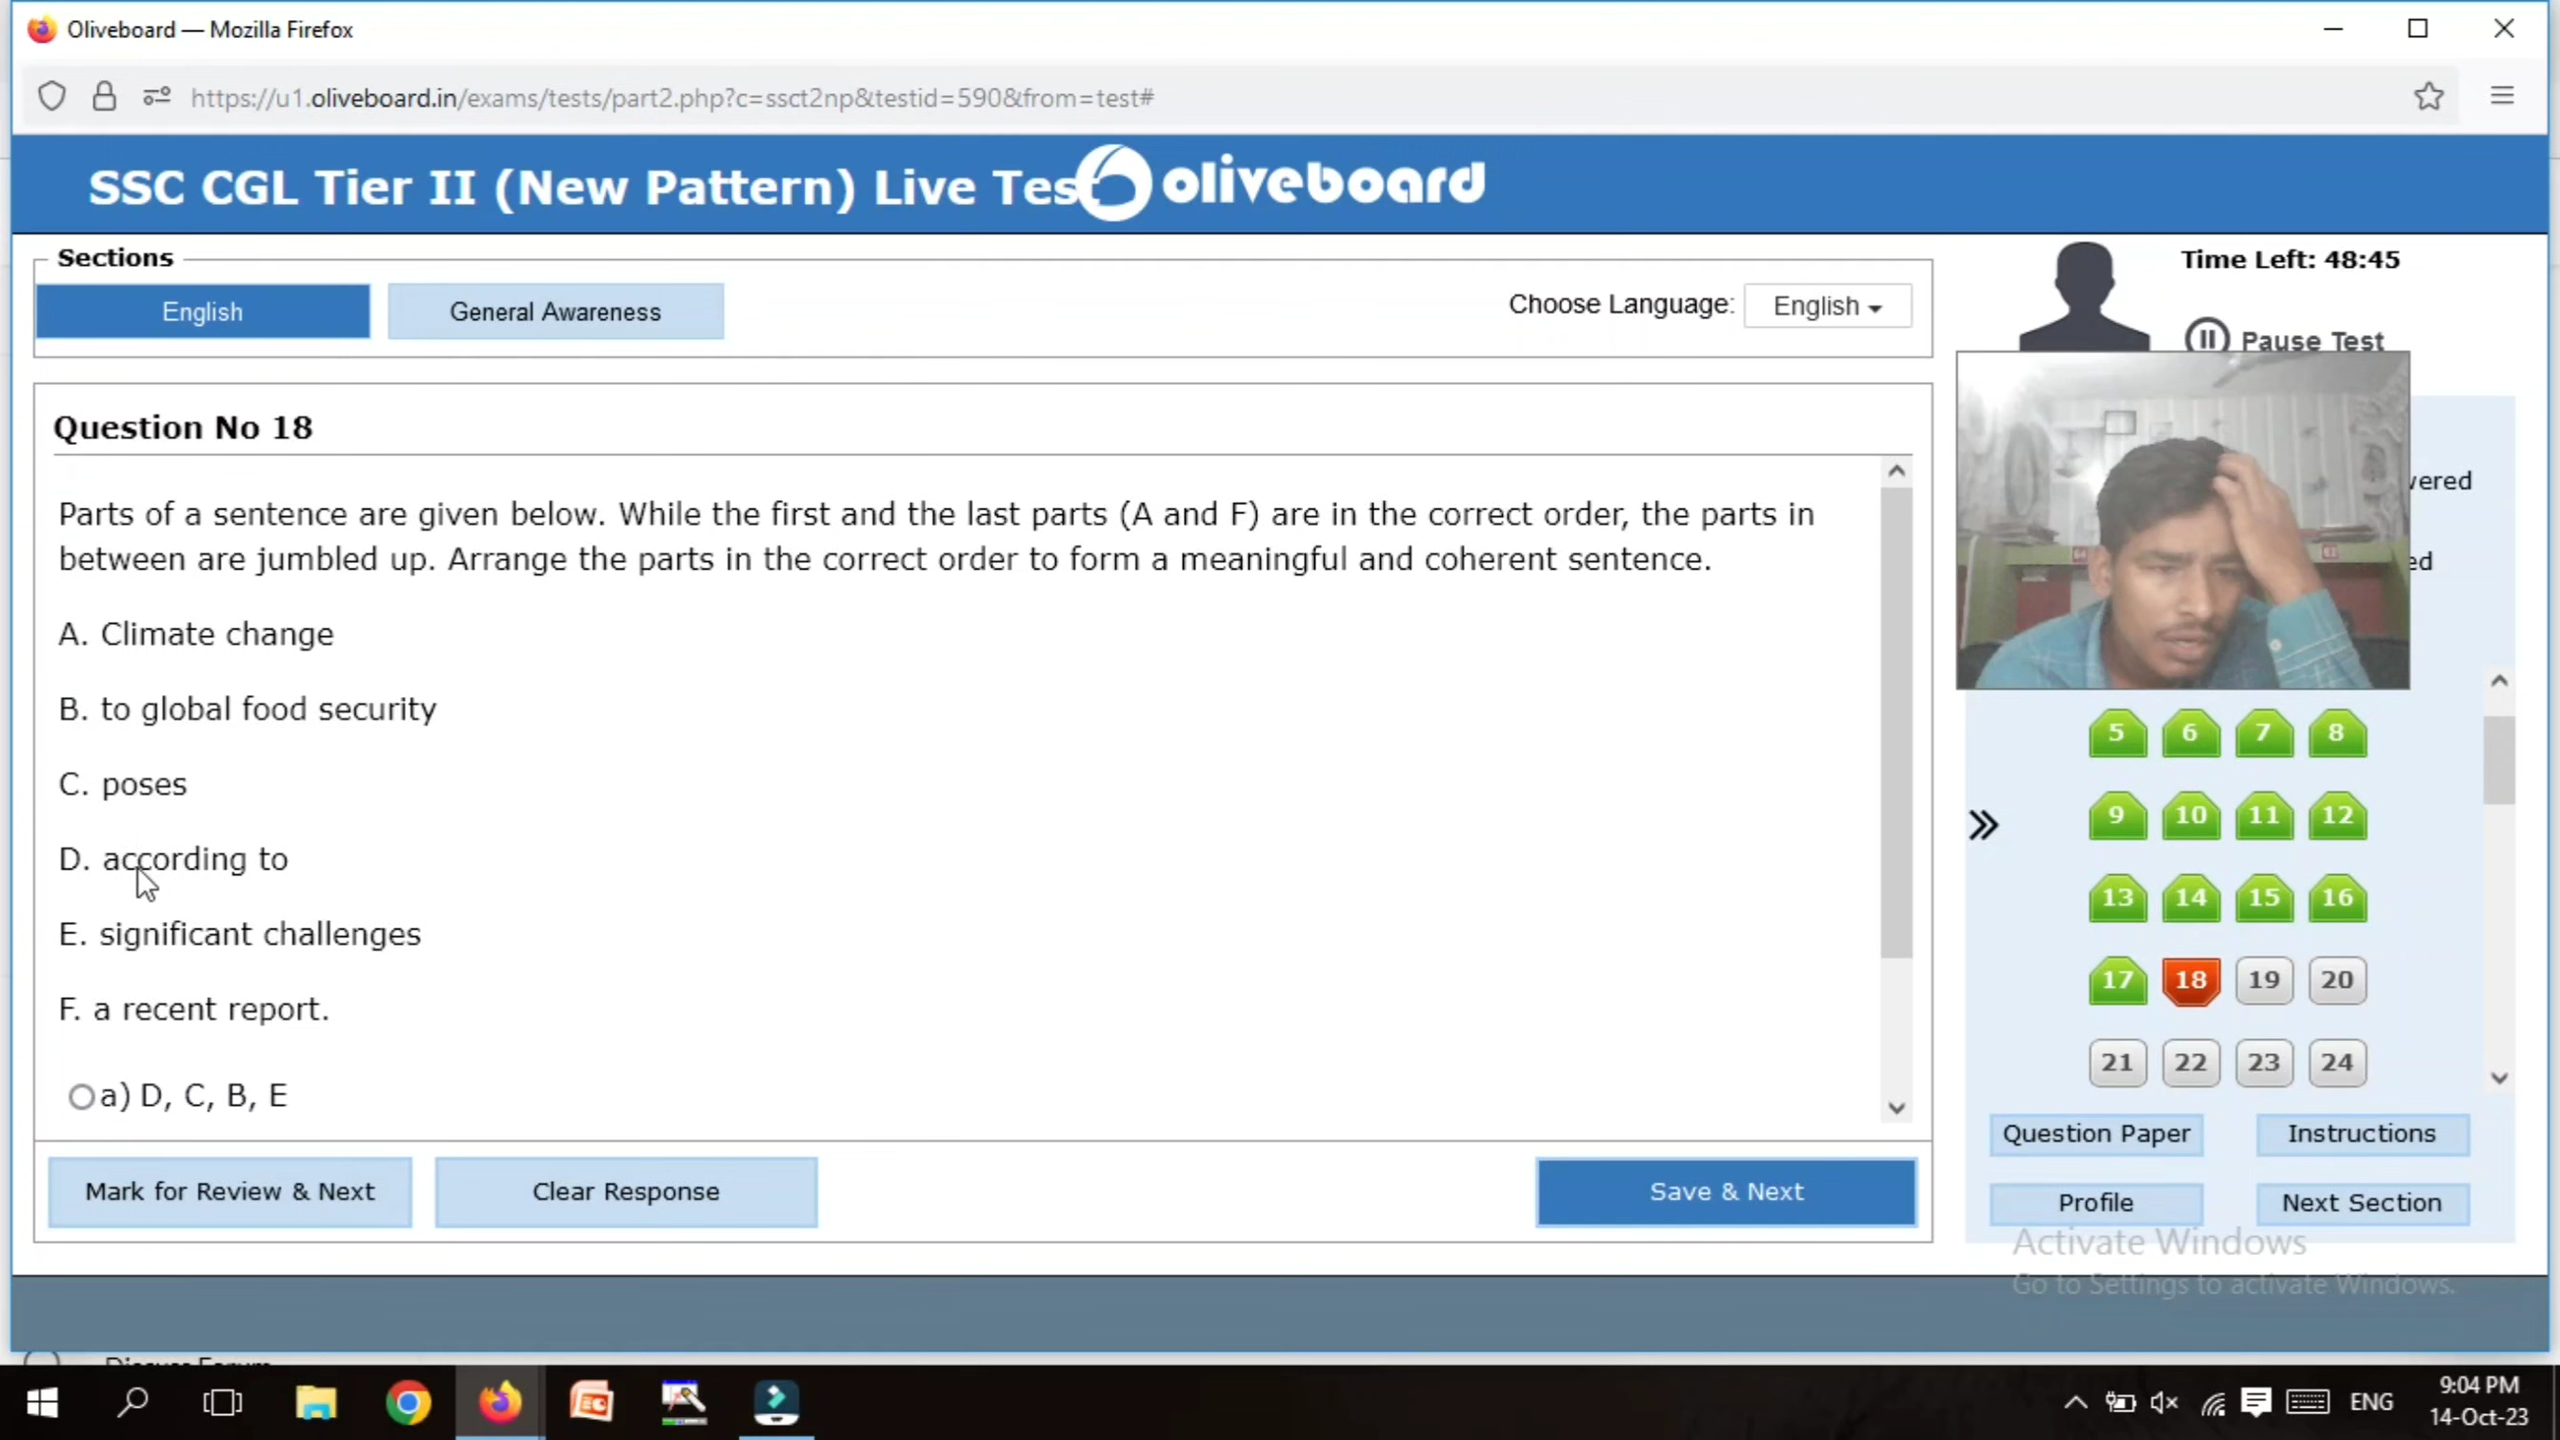 Oliveboard — Mozilla Firefox
https://u1.oliveboard.in/exams/tests/part2.php?c=ssct2np&testid=590&from=test#
SSC CGL Tier II (New Pattern) Live Tes
oliveboard
Sections
English
General Awareness
Choose Language:
English
Time Left: 48:45
Pause Test
Question No 18
Parts of a sentence are given below. While the first and the last parts (A and F) are in the correct order, the parts in
between are jumbled up. Arrange the parts in the correct order to form a meaningful and coherent sentence.
A. Climate change
B. to global food security
C. poses
D. according to
E. significant challenges
F. a recent report.
a) D, C, B, E
Mark for Review & Next
Clear Response
Save & Next
vered
ed
5 6 7 8
9 10 11 12
13 14 15 16
17 18 19 20
21 22 23 24
Question Paper
Instructions
Profile
Next Section
Activate Windows
Go to Settings to activate Windows.
ENG
9:04 PM
14-Oct-23